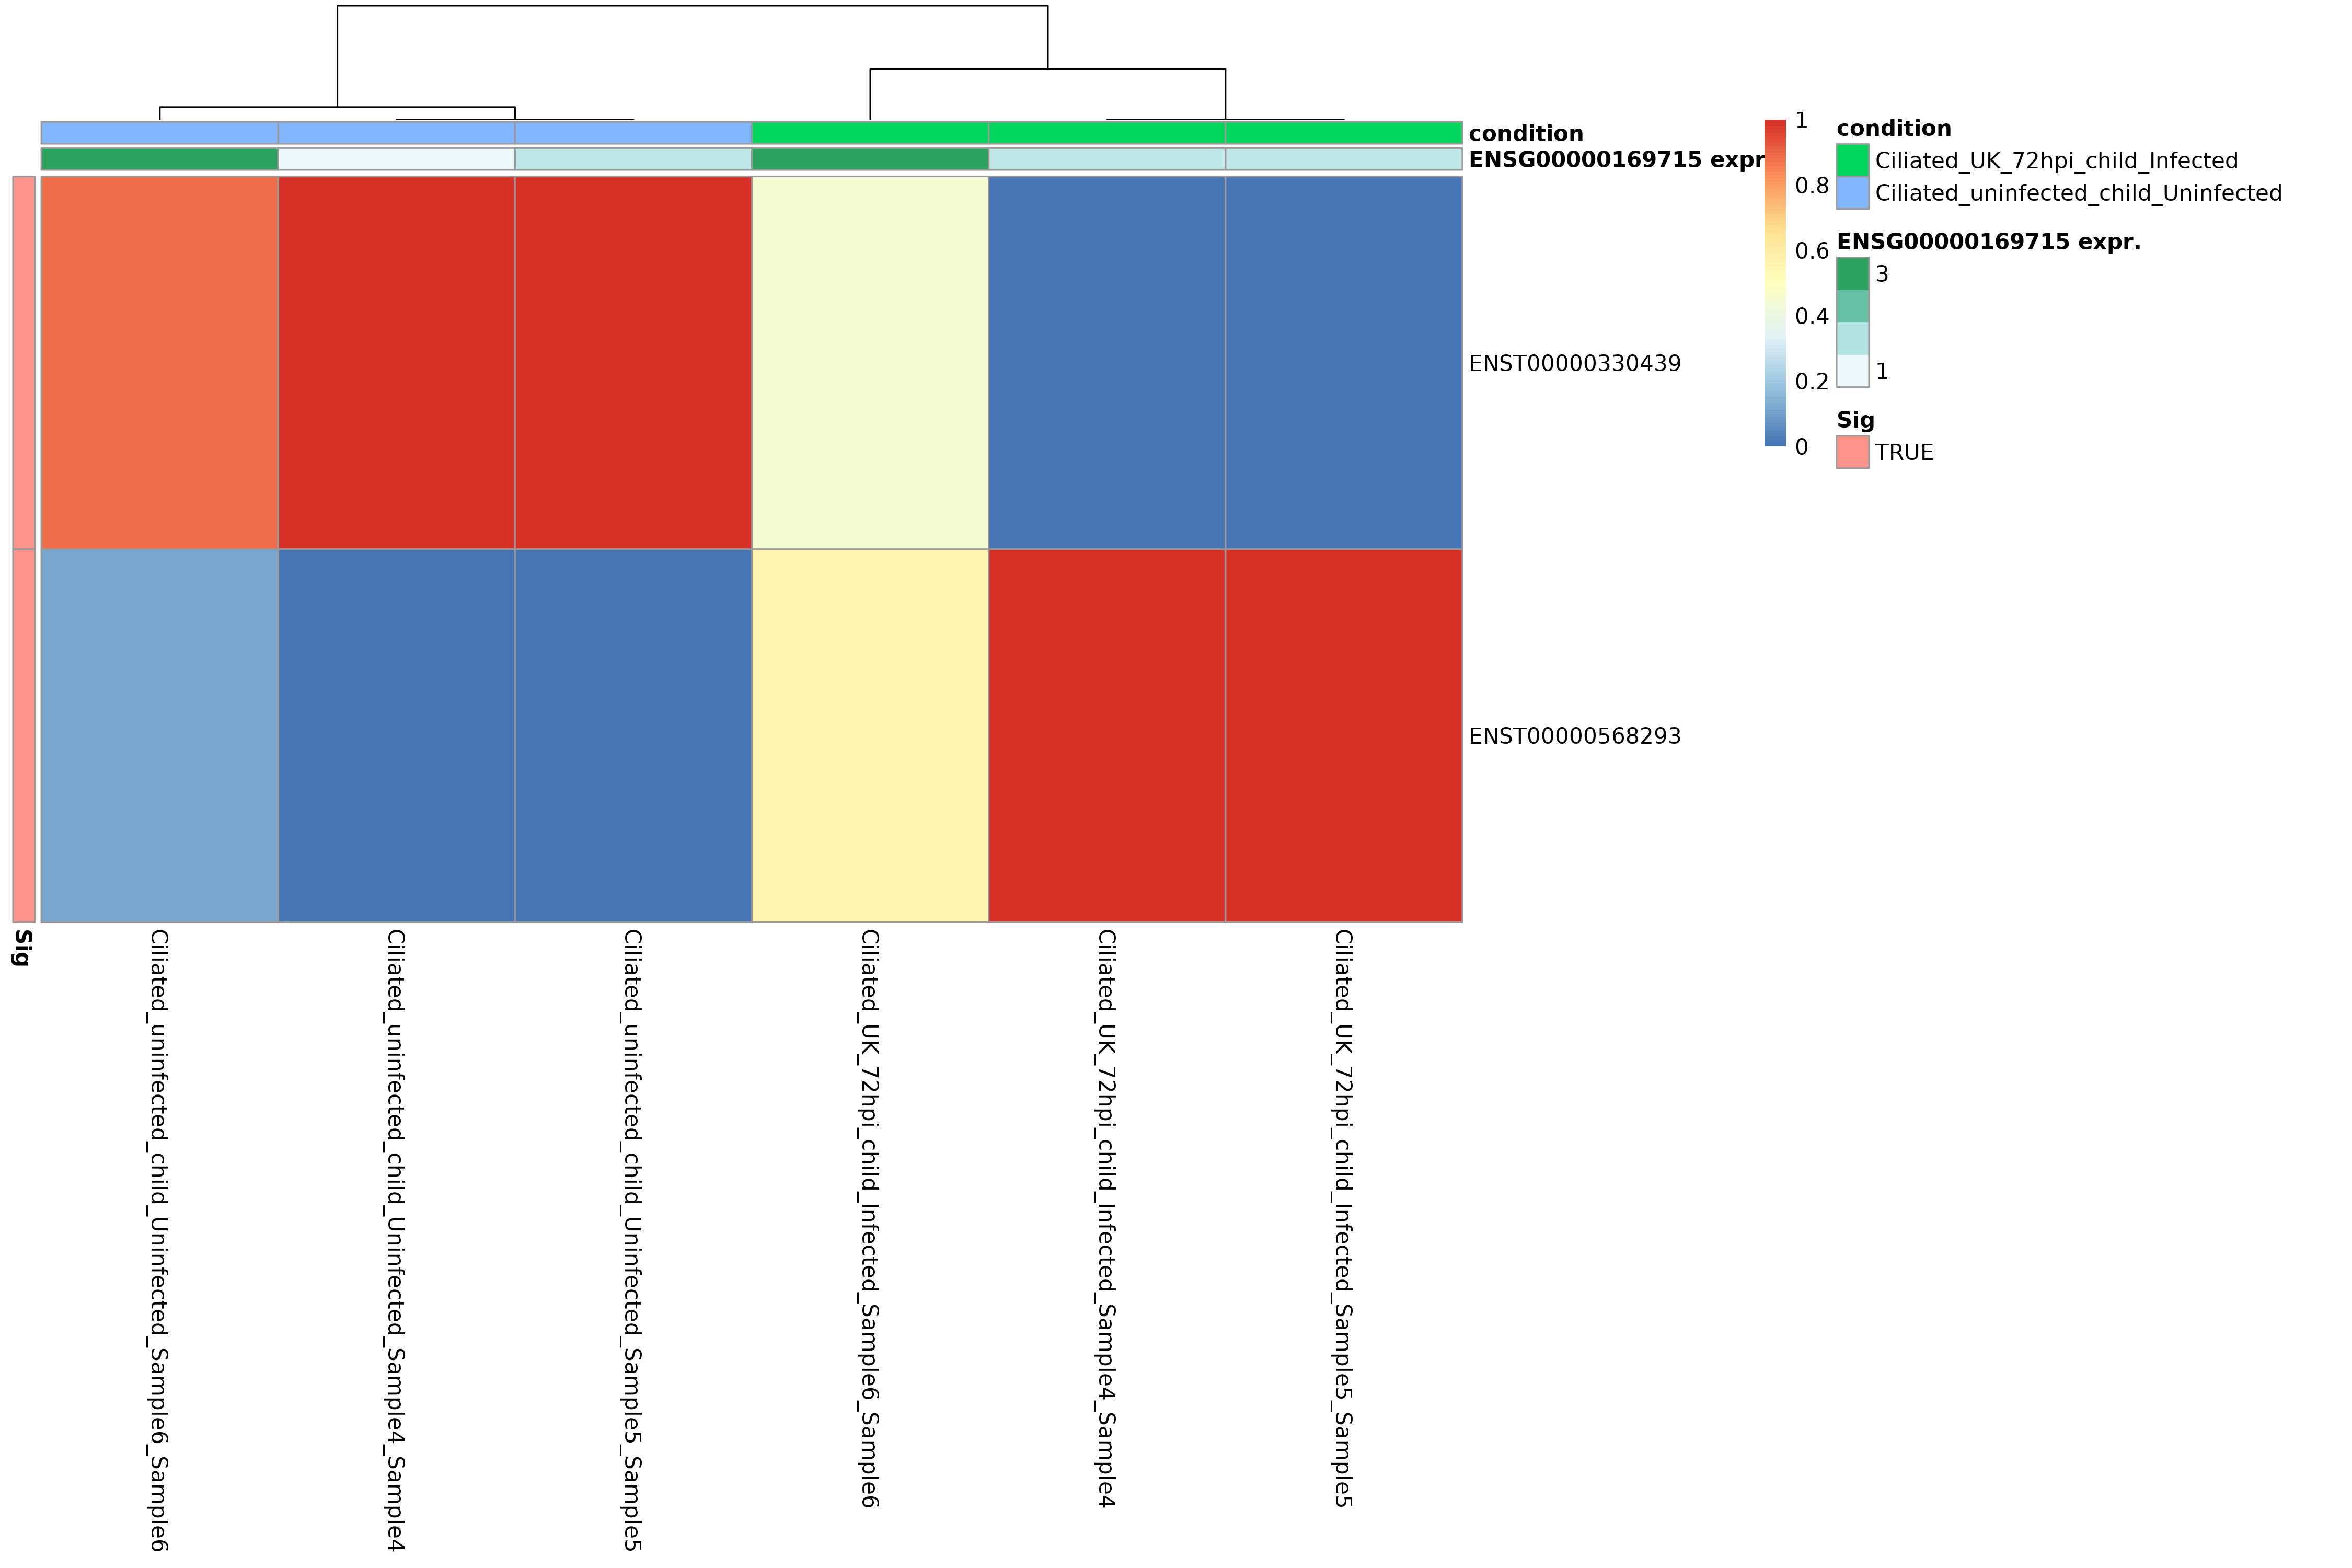 condition
ENSG00000169715 expr
1
0.8
0.6
0.4
0.2
0
condition
Ciliated_UK_72hpi_child_Infected
Ciliated_uninfected_child_Uninfected
ENSG00000169715 expr.
3
1
Sig
TRUE
ENST00000330439
ENST00000568293
Sig
Ciliated_uninfected_child_Uninfected_Sample6_Sample6
Ciliated_uninfected_child_Uninfected_Sample4_Sample4
Ciliated_uninfected_child_Uninfected_Sample5_Sample5
Ciliated_UK_72hpi_child_Infected_Sample6_Sample6
Ciliated_UK_72hpi_child_Infected_Sample4_Sample4
Ciliated_UK_72hpi_child_Infected_Sample5_Sample5